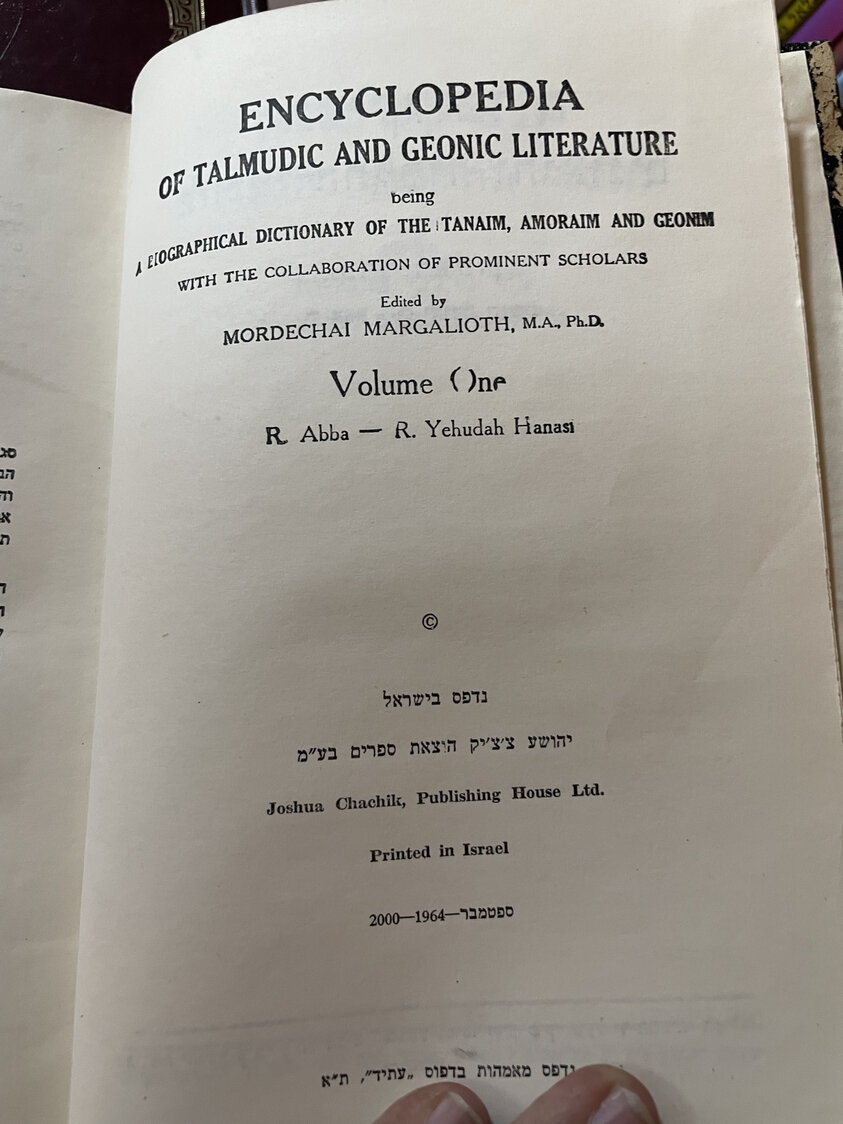 ENCYCLOPEDIA
OF TALMUDIC AND GEONIC LITERATURE
being
A BIOGRAPHICAL DICTIONARY OF THE TANAIM, AMORAIM AND GEONIM
WITH THE COLLABORATION OF PROMINENT SCHOLARS
Edited by
MORDECHAI MARGALIOTH, M.A., Ph.D.
Volume One
R. Abba — R. Yehudah Hanasi
©
נדפס בישראל
יהושע צ׳צ׳יק הוצאת ספרים בע״מ
Joshua Chachik, Publishing House Ltd.
Printed in Israel
ספטמבר—1964—2000
נדפס מאמהות בדפוס „עתיד”, ת״א